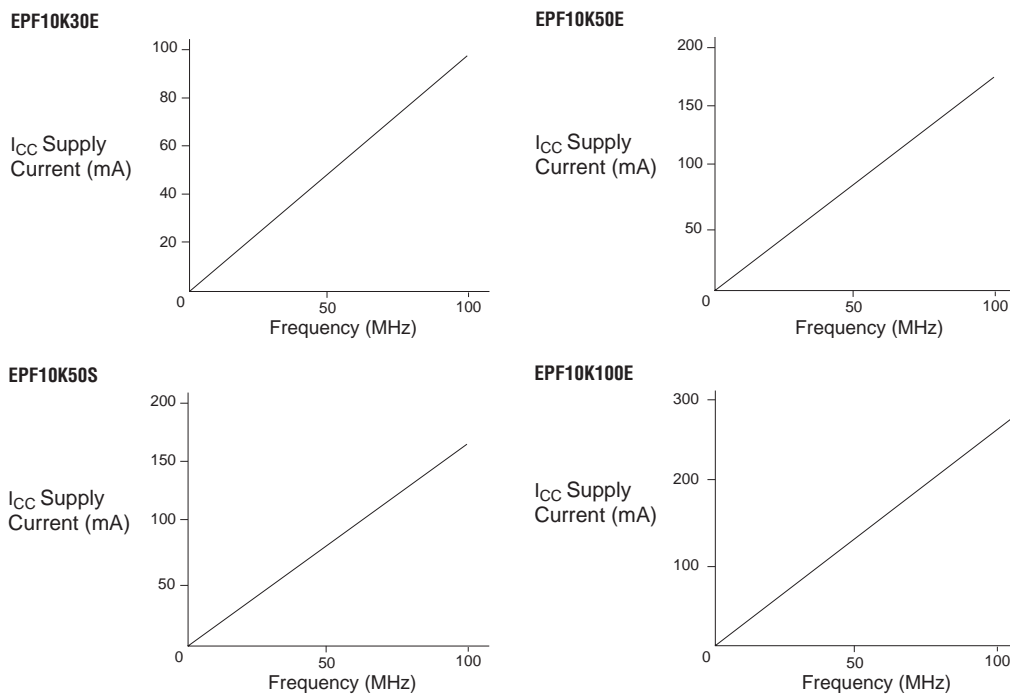 EPF10K30E
100
80
60
40
20
0
50
100
I_CC Supply
Current (mA)
Frequency (MHz)
EPF10K50E
200
150
100
50
0
50
100
I_CC Supply
Current (mA)
Frequency (MHz)
EPF10K50S
200
150
100
50
0
50
100
I_CC Supply
Current (mA)
Frequency (MHz)
EPF10K100E
300
200
100
0
50
100
I_CC Supply
Current (mA)
Frequency (MHz)